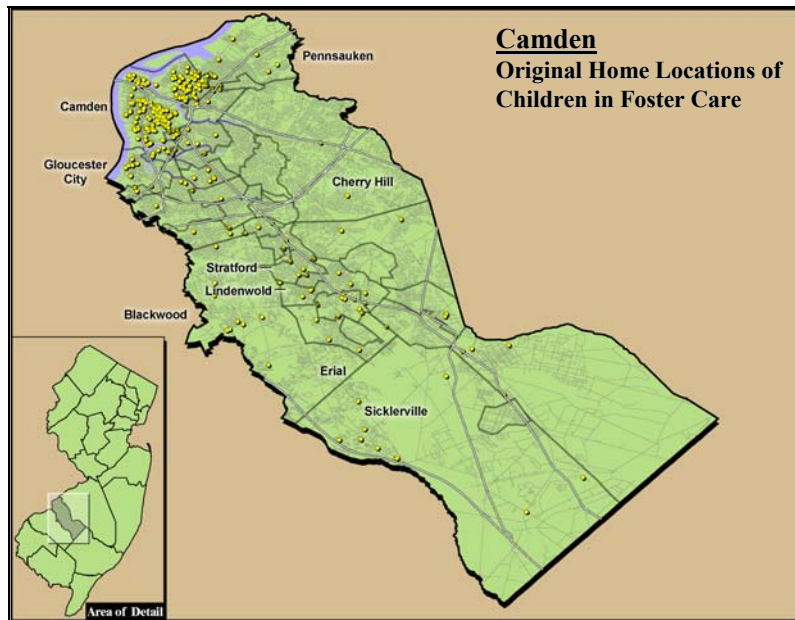 Camden
Original Home Locations of
Children in Foster Care
Pennsauken
Camden
Gloucester
City
Cherry Hill
Stratford
Lindenwold
Blackwood
Erial
Sicklerville
Area of Detail